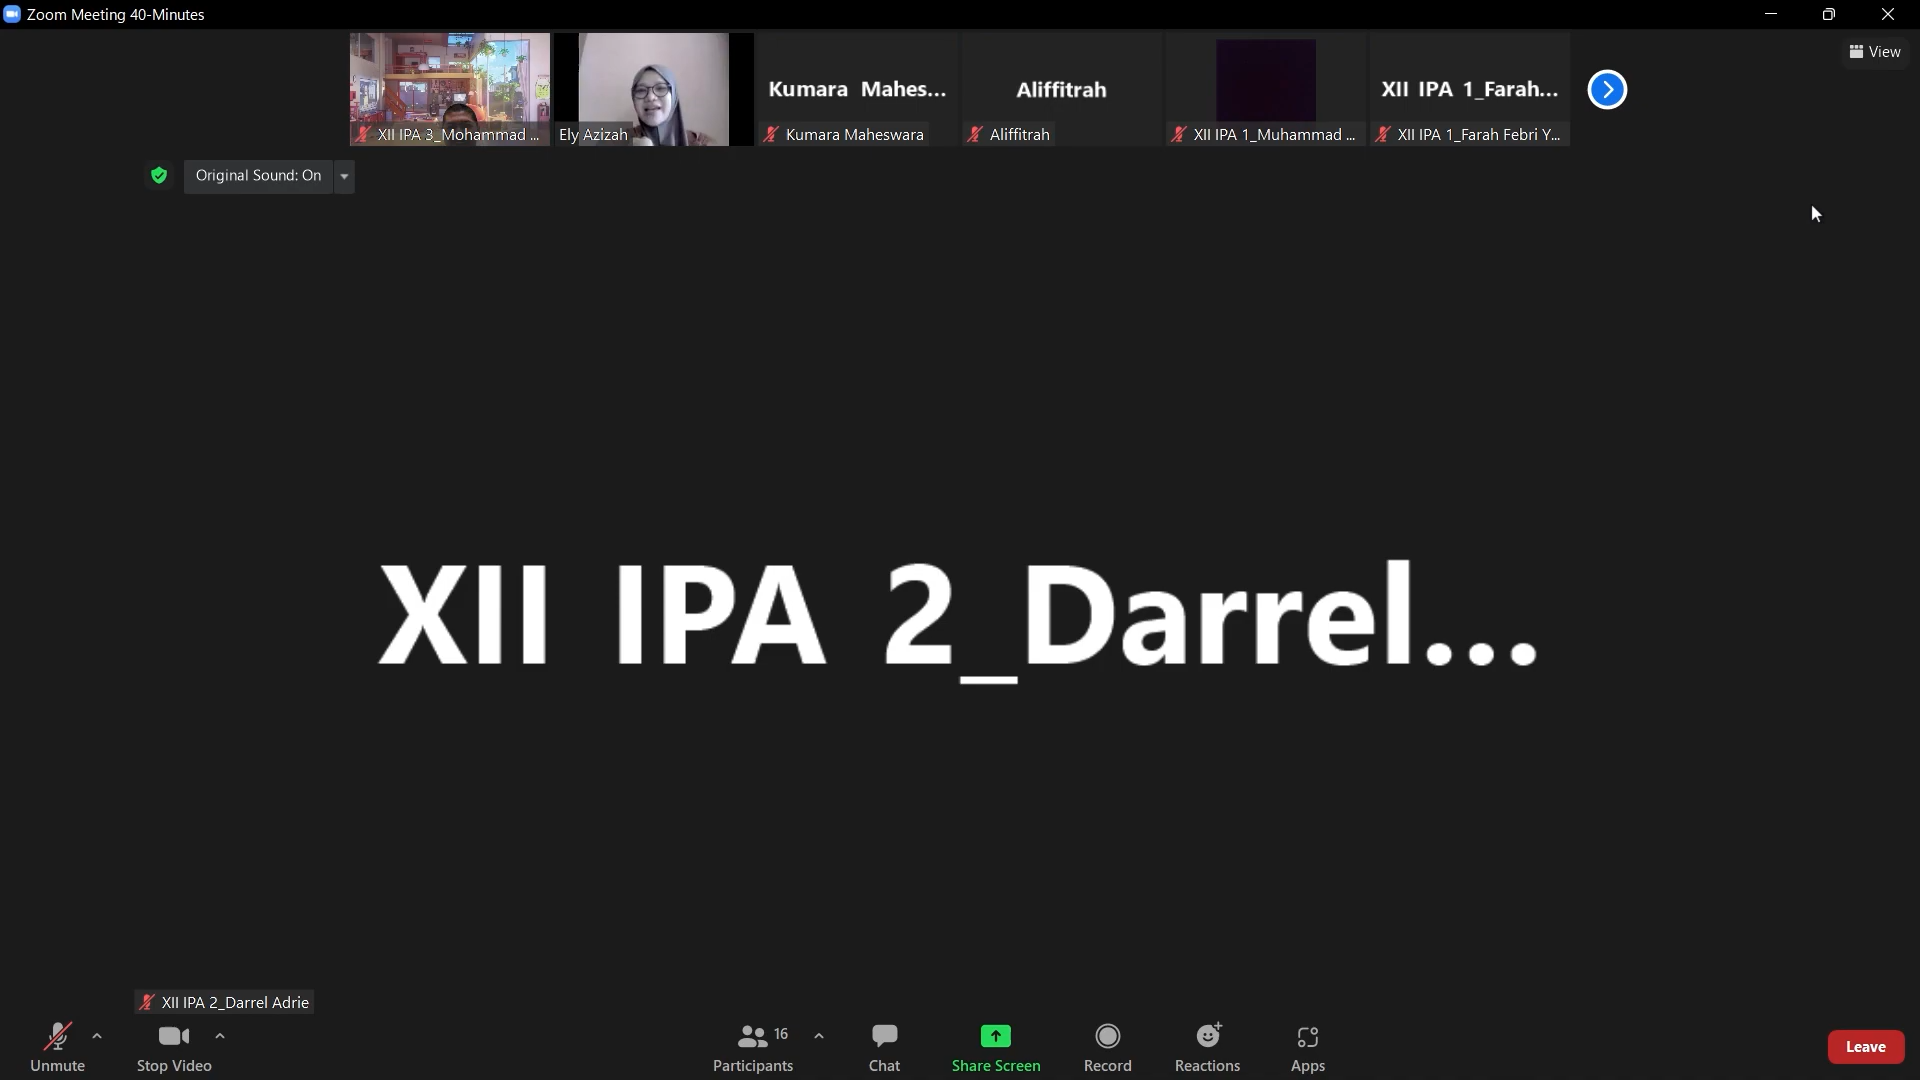 Zoom Meeting 40-Minutes
View
XII IPA 3_Mohammad ...
Ely Azizah
Kumara Mahes...
Kumara Maheswara
Aliffitrah
Aliffitrah
XII IPA 1_Muhammad ...
XII IPA 1_Farah...
XII IPA 1_Farah Febri Y...
Original Sound: On
XII IPA 2_Darrel...
XII IPA 2_Darrel Adrie
Unmute
Stop Video
16
Participants
Chat
Share Screen
Record
Reactions
Apps
Leave